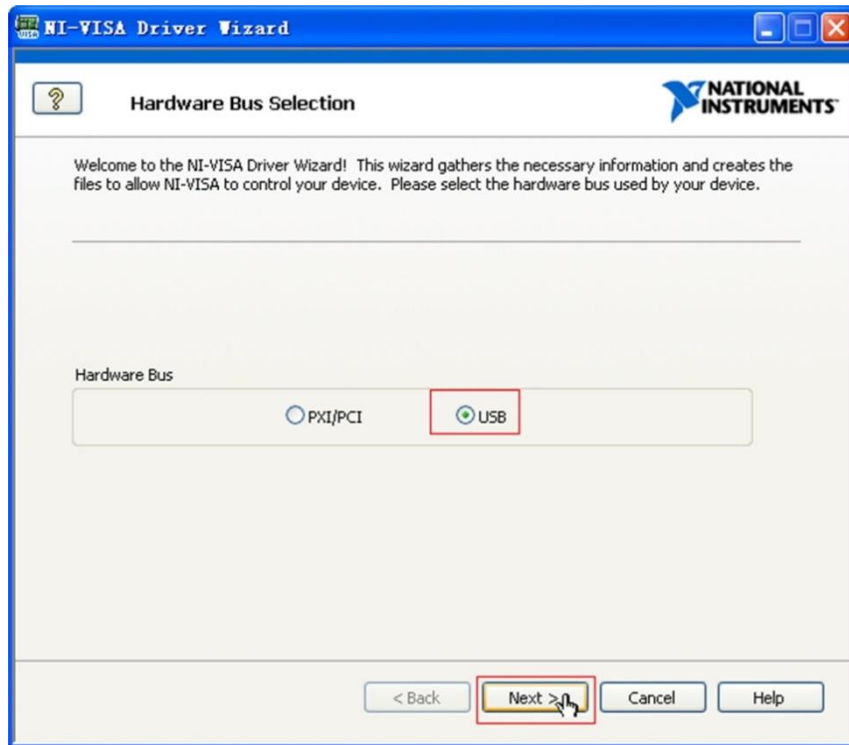 NI-VISA Driver Wizard
?
Hardware Bus Selection
NATIONAL
INSTRUMENTS™
Welcome to the NI-VISA Driver Wizard! This wizard gathers the necessary information and creates the
files to allow NI-VISA to control your device. Please select the hardware bus used by your device.
Hardware Bus
PXI/PCI
USB
< Back
Next >
Cancel
Help